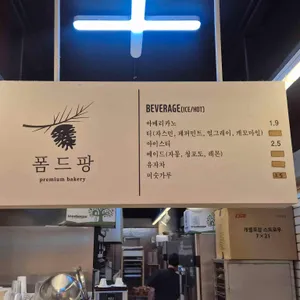 폼드팡
premium bakery
BEVERAGE(ICE/HOT)
아메리카노 1.9
티(자스민, 페퍼민트, 얼그레이, 캐모마일)
아이스티 2.5
에이드(자몽, 청포도, 레몬)
유자차
미숫가루 3.5